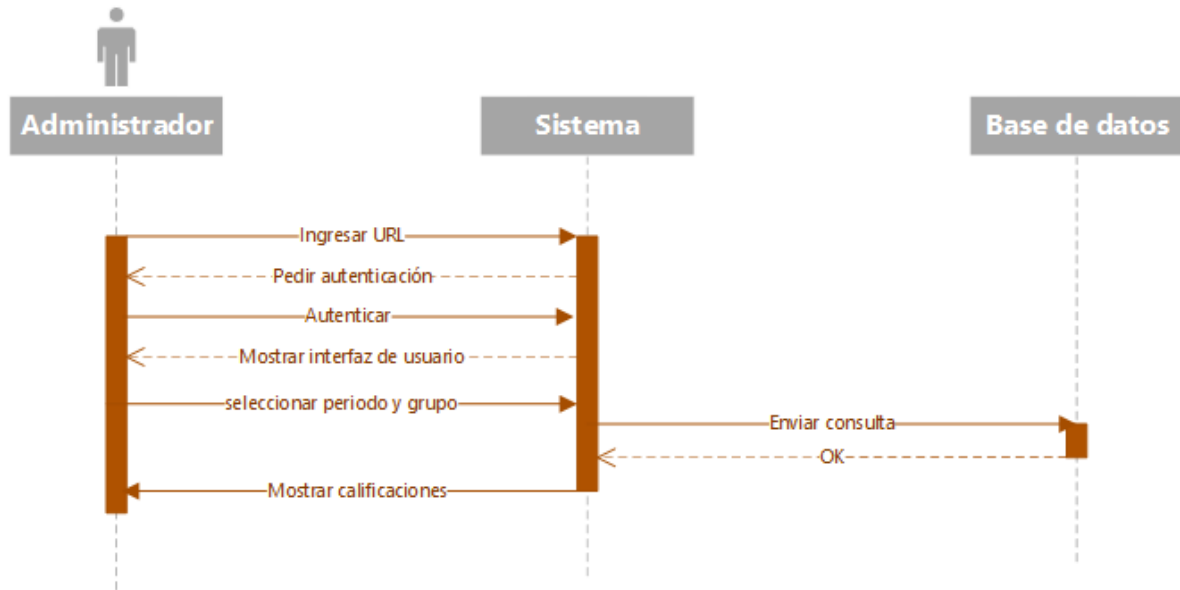 Administrador
Sistema
Base de datos
Ingresar URL
Pedir autenticación
Autenticar
Mostrar interfaz de usuario
seleccionar periodo y grupo
Enviar consulta
OK
Mostrar calificaciones